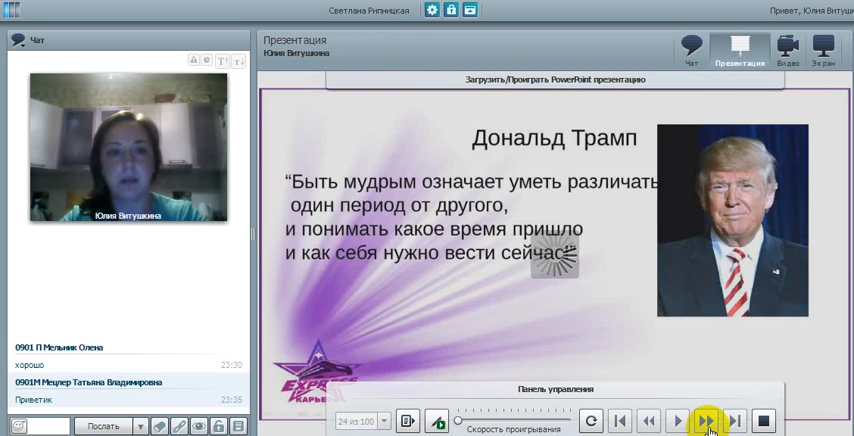 Светлана Рипницкая
Привет, Юлия Витушк
Чат
Презентация
Юлия Витушкина
Чат
Презентация
Видео
Экран
Загрузить/Проиграть PowerPoint презентацию
Юлия Витушкина
Дональд Трамп
“Быть мудрым означает уметь различать
один период от другого,
и понимать какое время пришло
и как себя нужно вести сейчас
EXPRESS
КАРЬЕРА
0901 П Мельник Олена
хорошо 23:30
0901М Мецлер Татьяна Владимировна
Приветик 23:35
Послать
Панель управления
24 из 100
Скорость проигрывания